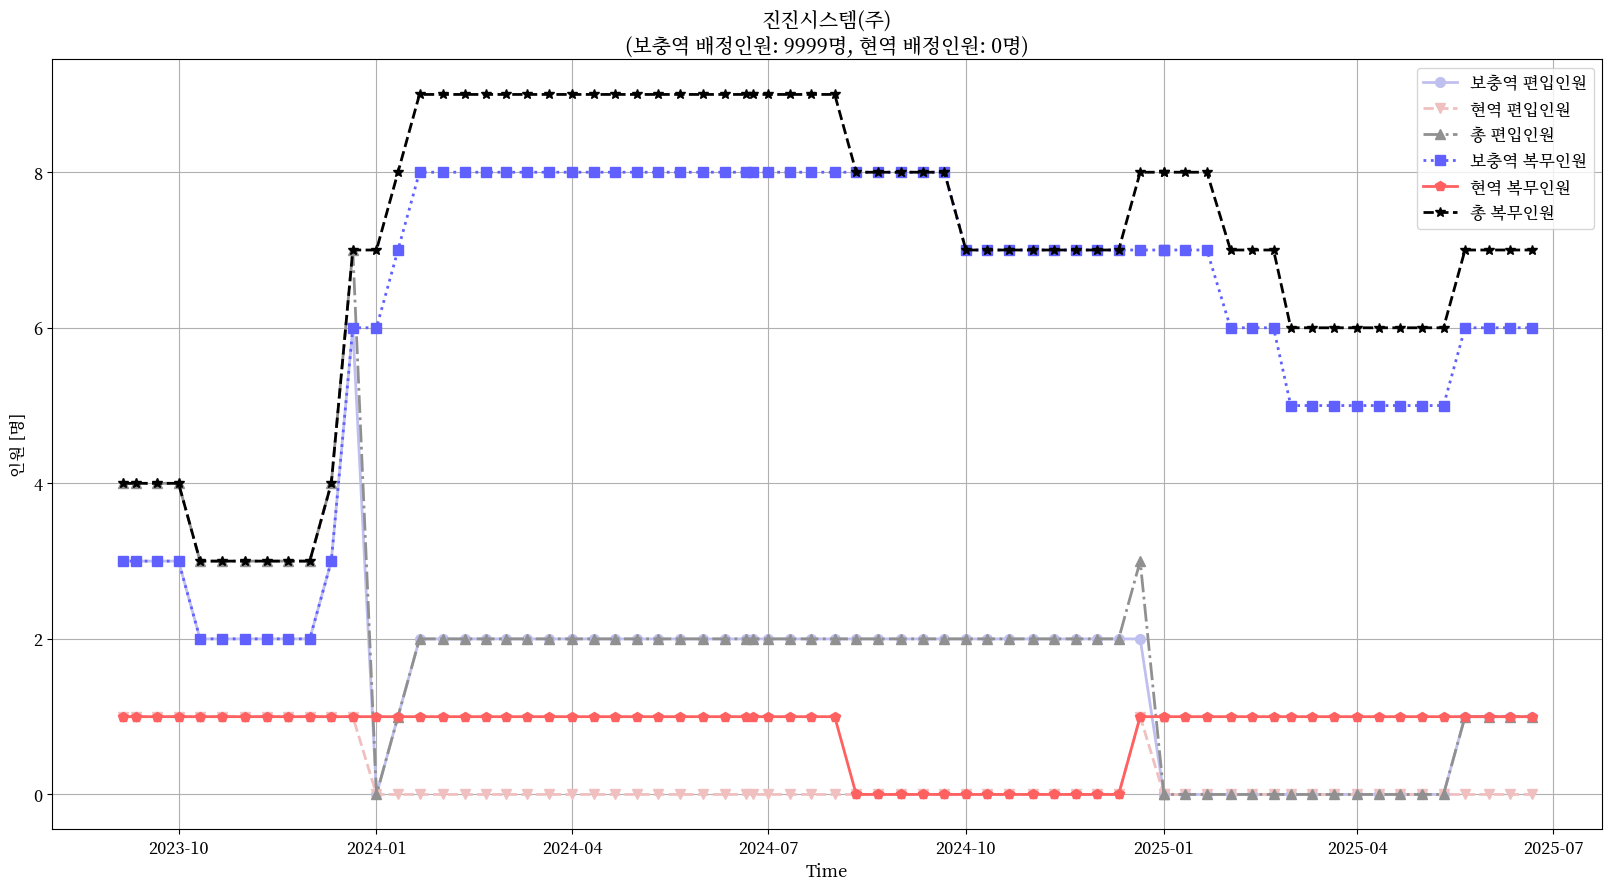 진진시스템(주)
(보충역 배정인원: 9999명, 현역 배정인원: 0명)
보충역 편입인원
현역 편입인원
총 편입인원
보충역 복무인원
현역 복무인원
총 복무인원
인원 [명]
8
6
4
2
0
2023-10
2024-01
2024-04
2024-07
2024-10
2025-01
2025-04
2025-07
Time